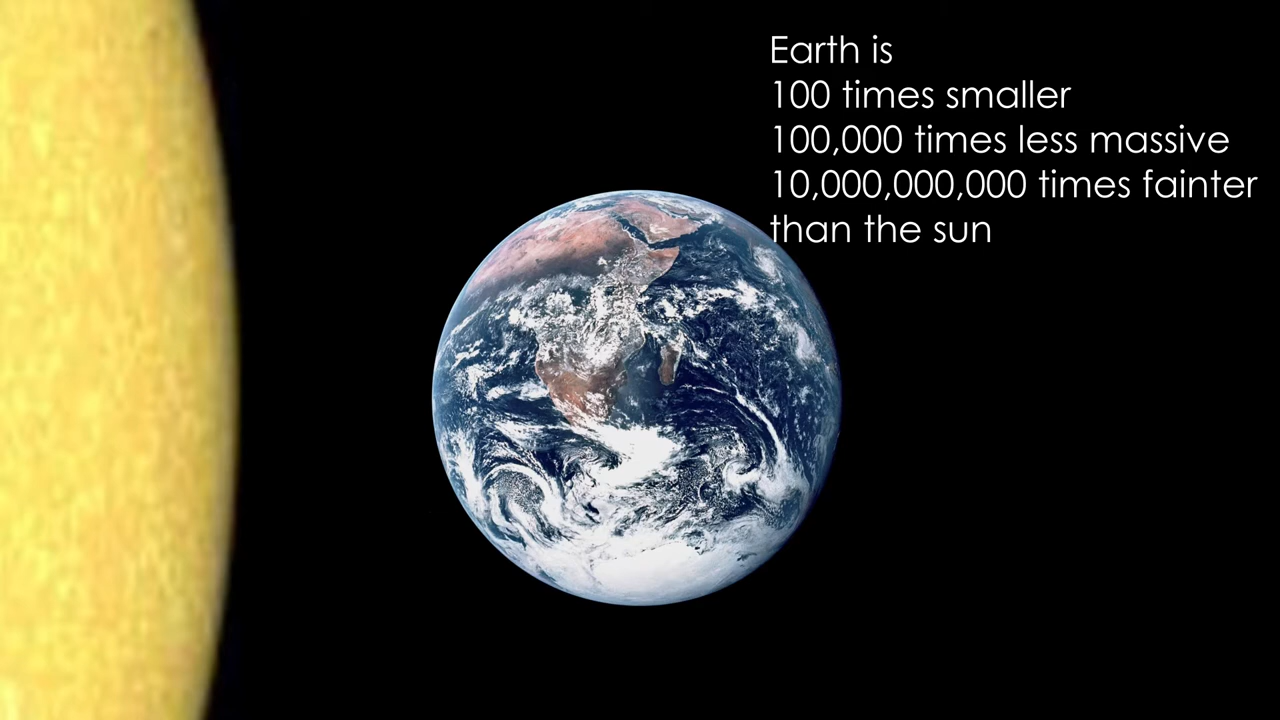 Earth is
100 times smaller
100,000 times less massive
10,000,000,000 times fainter
than the sun